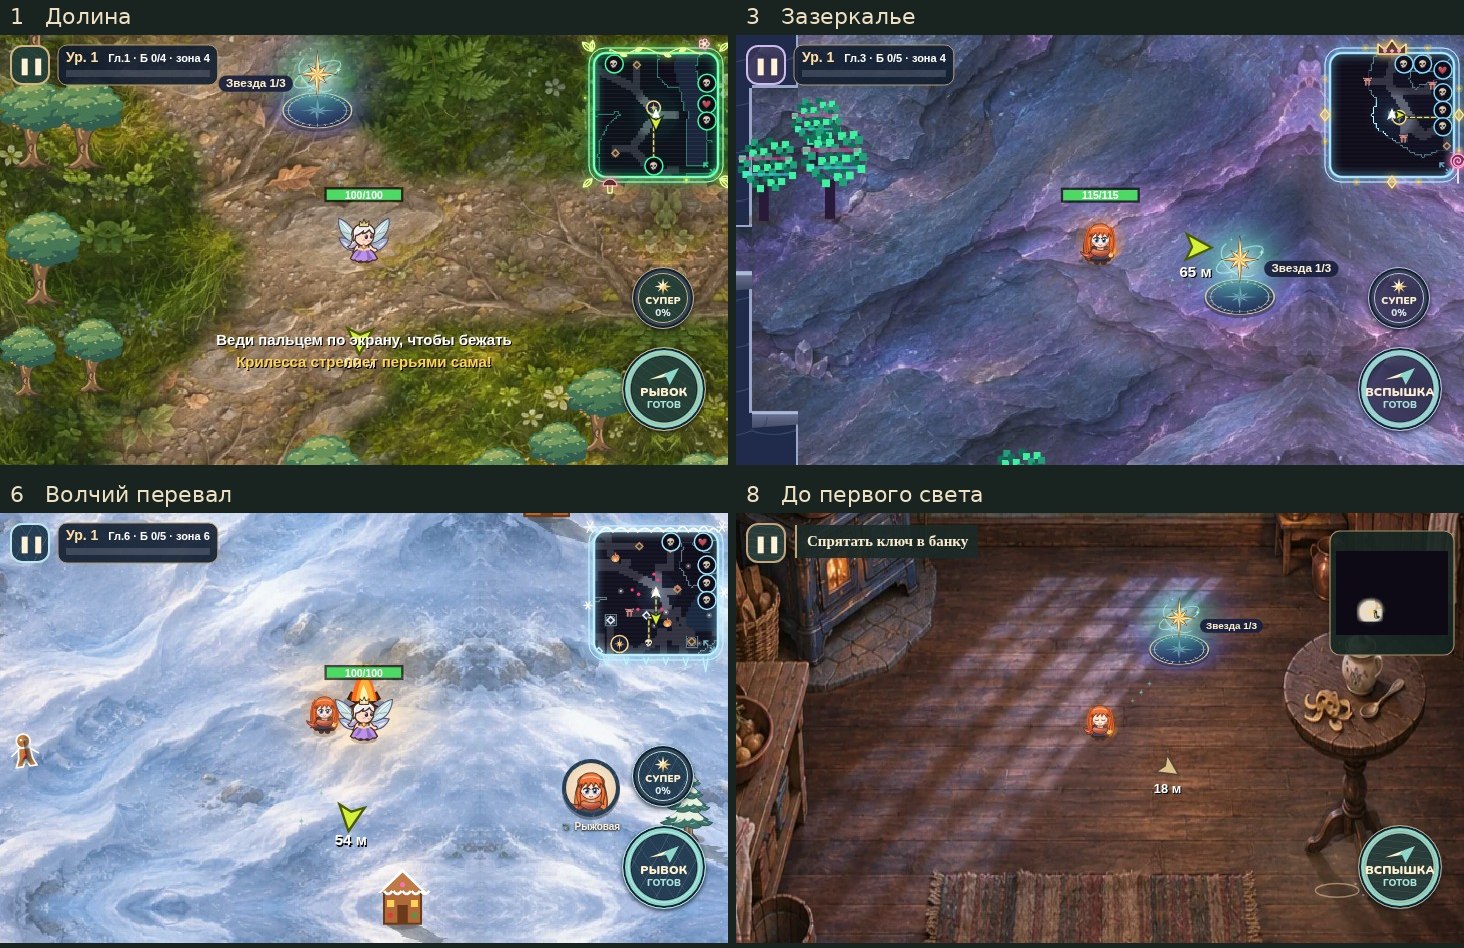 1 Долина
Ур. 1 Гл.1 · Б 0/4 · зона 4
Звезда 1/3
100/100
СУПЕР
0%
Веди пальцем по экрану, чтобы бежать
Крилесса стреляет перьями сама!
РЫВОК
ГОТОВ
3 Зазеркалье
Ур. 1 Гл.3 · Б 0/5 · зона 4
115/115
65 м
Звезда 1/3
СУПЕР
0%
ВСПЫШКА
ГОТОВ
6 Волчий перевал
Ур. 1 Гл.6 · Б 0/5 · зона 6
100/100
СУПЕР
0%
Рыжовая
54 м
РЫВОК
ГОТОВ
8 До первого света
Спрятать ключ в банку
Звезда 1/3
18 м
ВСПЫШКА
ГОТОВ